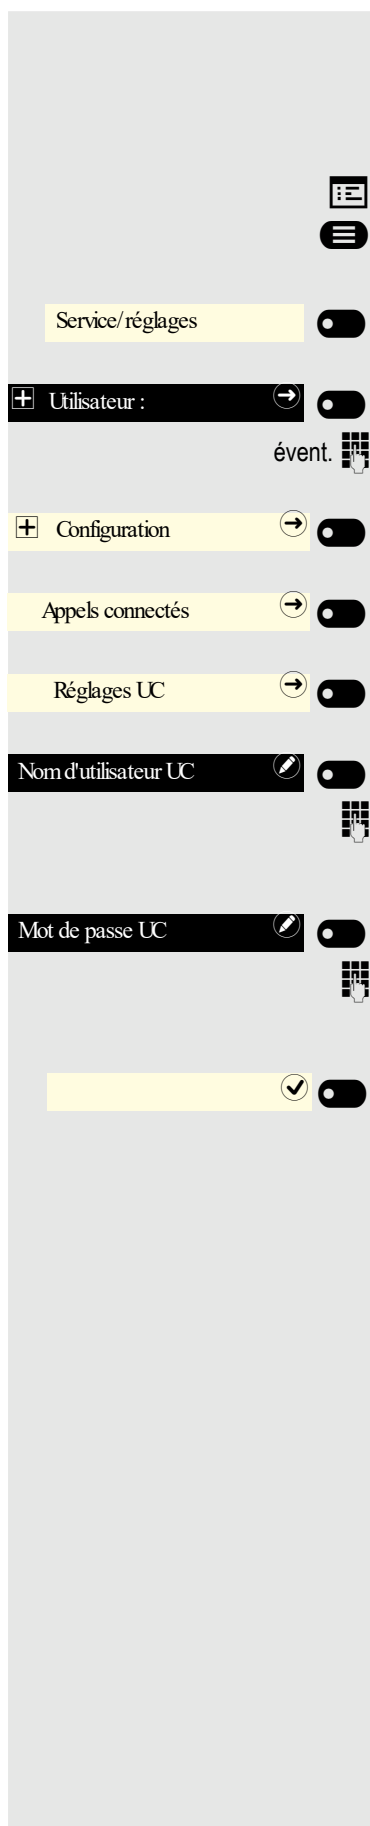 Service/réglages
Utilisateur :
évent.
Configuration
Appels connectés
Réglages UC
Nom d'utilisateur UC
Mot de passe UC